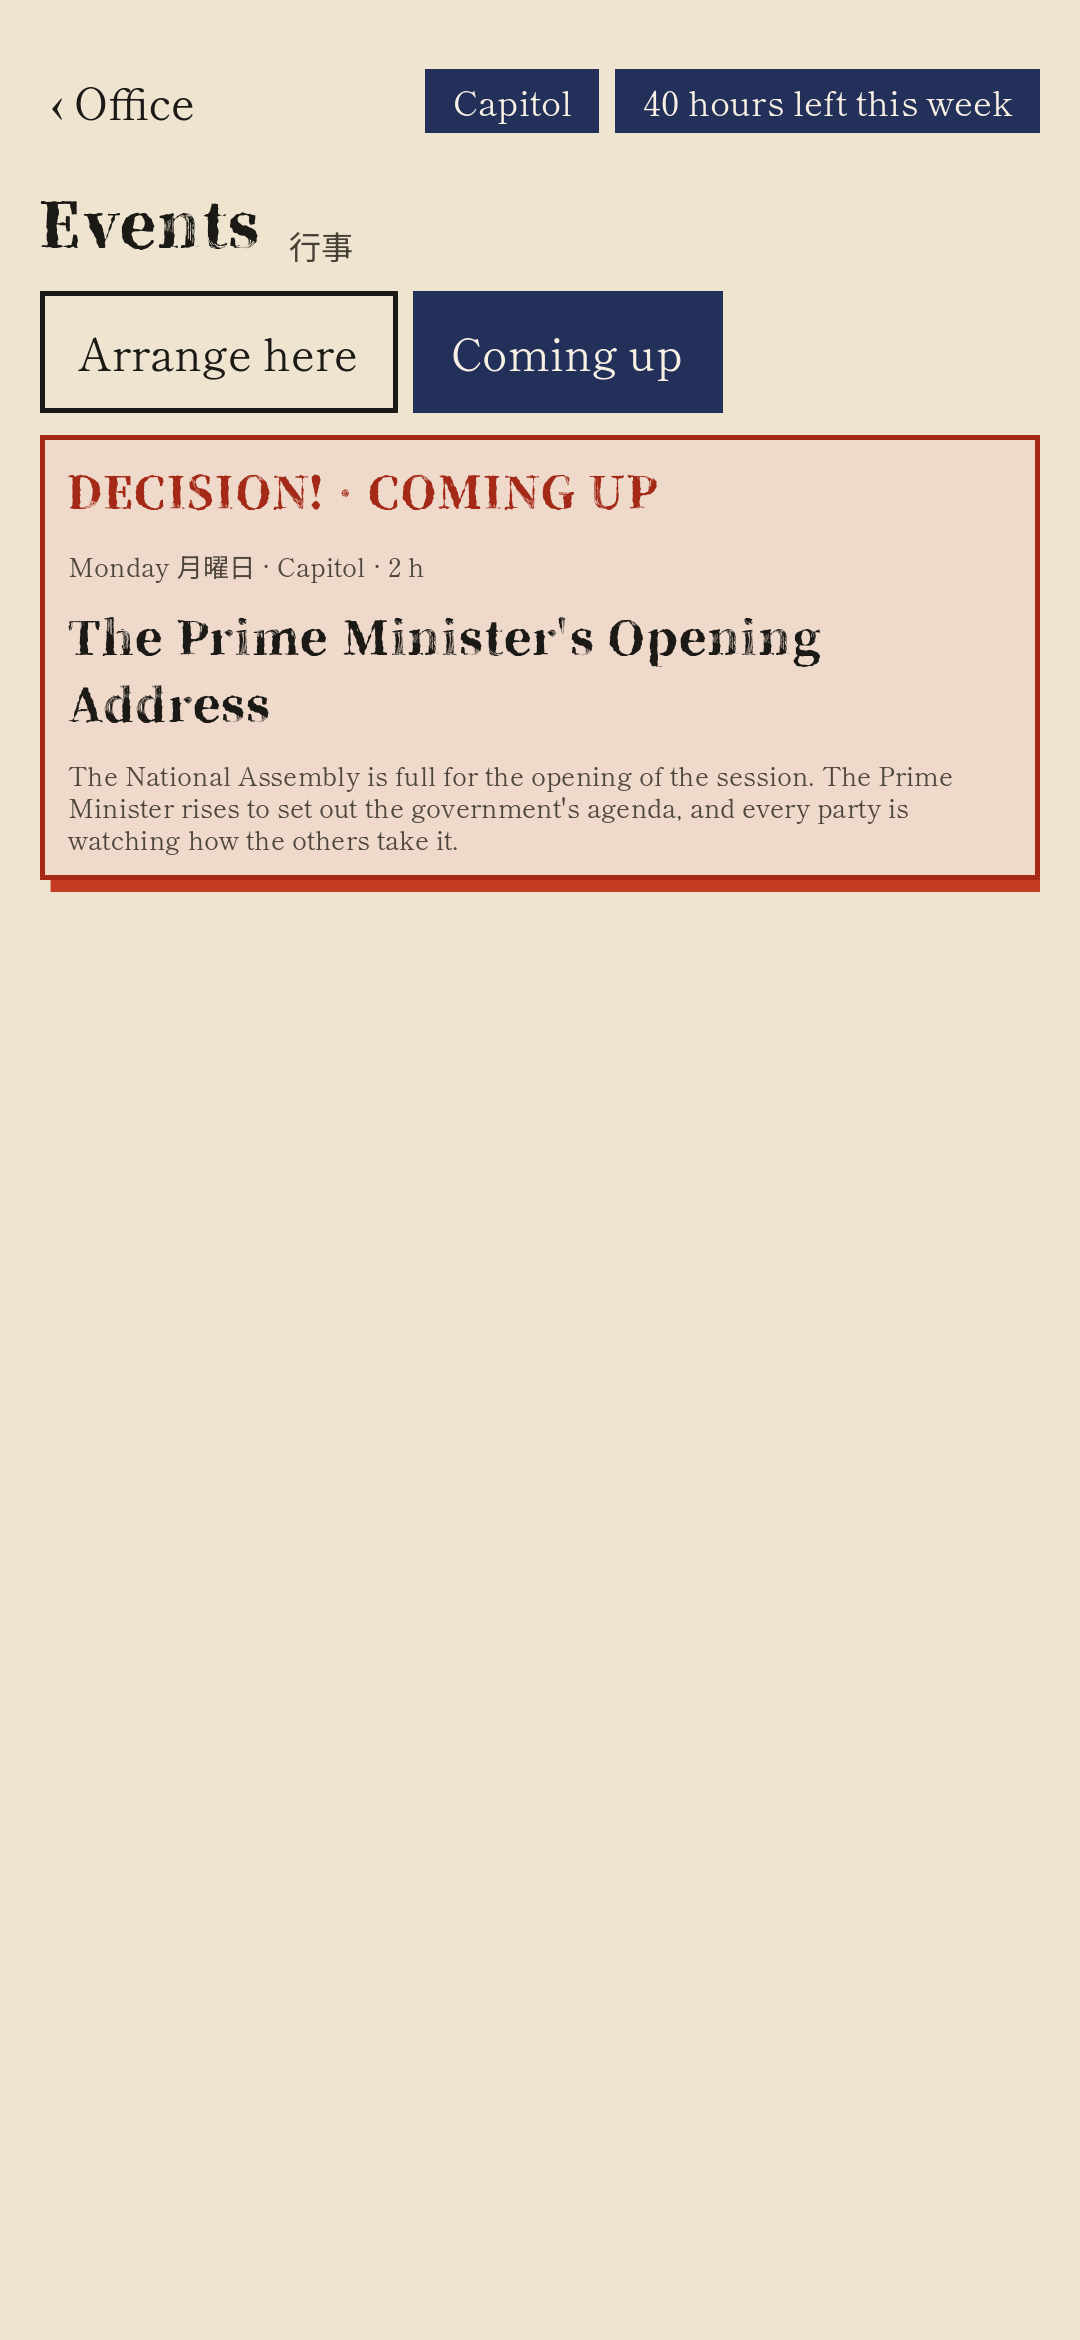 ‹ Office
Capitol
40 hours left this week
Events 行事
Arrange here
Coming up
DECISION! · COMING UP
Monday 月曜日 · Capitol · 2 h
The Prime Minister's Opening
Address
The National Assembly is full for the opening of the session. The Prime
Minister rises to set out the government's agenda, and every party is
watching how the others take it.